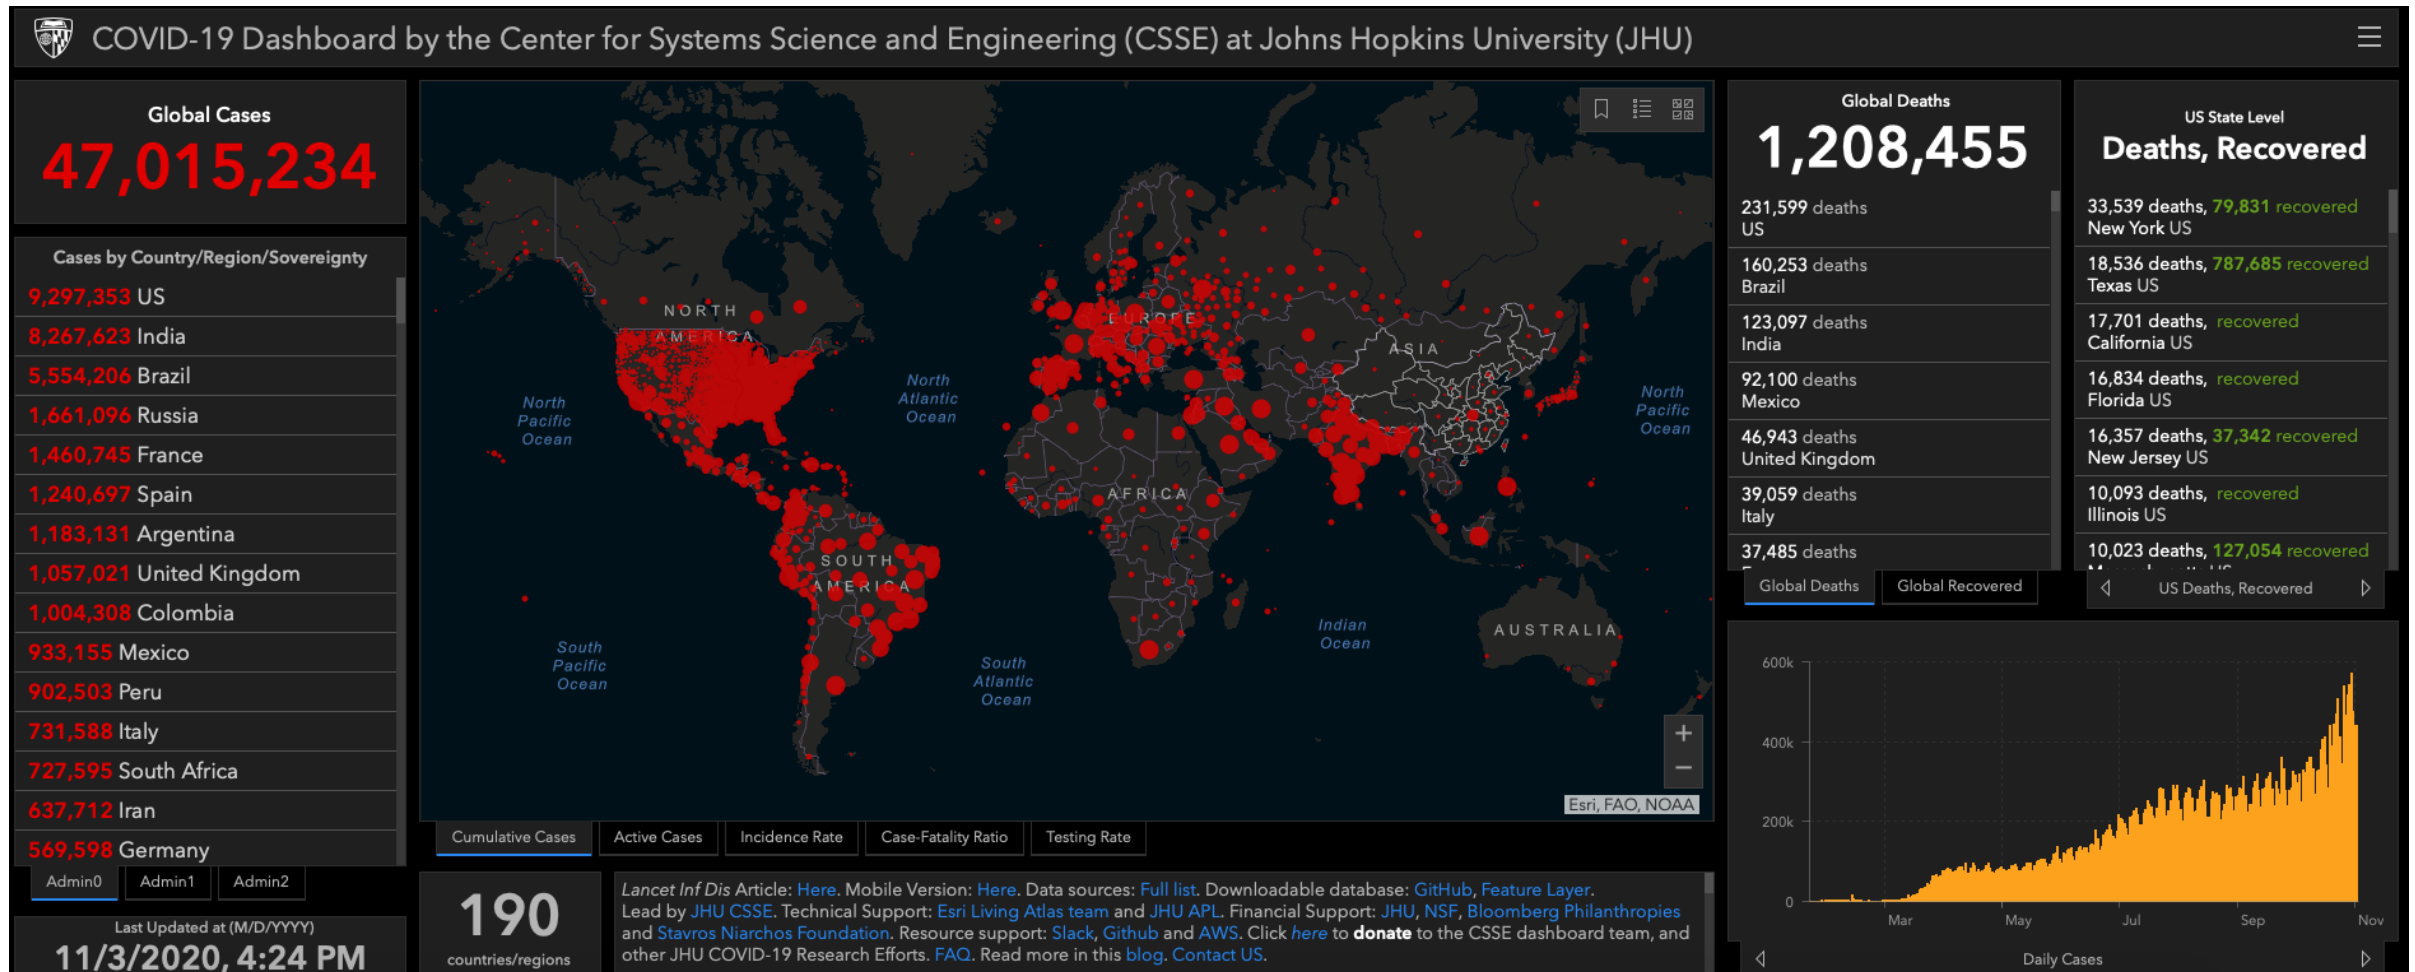 COVID-19 Dashboard by the Center for Systems Science and Engineering (CSSE) at Johns Hopkins University (JHU)
Global Cases
47,015,234
Cases by Country/Region/Sovereignty
9,297,353 US
8,267,623 India
5,554,206 Brazil
1,661,096 Russia
1,460,745 France
1,240,697 Spain
1,183,131 Argentina
1,057,021 United Kingdom
1,004,308 Colombia
933,155 Mexico
902,503 Peru
731,588 Italy
727,595 South Africa
637,712 Iran
569,598 Germany
Admin0
Admin1
Admin2
Last Updated at (M/D/YYYY)
11/3/2020, 4:24 PM
NORTH
AMERICA
EUROPE
ASIA
AFRICA
SOUTH
AMERICA
AUSTRALIA
North
Pacific
Ocean
North
Atlantic
Ocean
North
Pacific
Ocean
South
Pacific
Ocean
South
Atlantic
Ocean
Indian
Ocean
+
−
Esri, FAO, NOAA
Cumulative Cases
Active Cases
Incidence Rate
Case-Fatality Ratio
Testing Rate
190
countries/regions
Lancet Inf Dis Article: Here. Mobile Version: Here. Data sources: Full list. Downloadable database: GitHub, Feature Layer.
Lead by JHU CSSE. Technical Support: Esri Living Atlas team and JHU APL. Financial Support: JHU, NSF, Bloomberg Philanthropies
and Stavros Niarchos Foundation. Resource support: Slack, Github and AWS. Click here to donate to the CSSE dashboard team, and
other JHU COVID-19 Research Efforts. FAQ. Read more in this blog. Contact US.
Global Deaths
1,208,455
231,599 deaths
US
160,253 deaths
Brazil
123,097 deaths
India
92,100 deaths
Mexico
46,943 deaths
United Kingdom
39,059 deaths
Italy
37,485 deaths
Global Deaths
Global Recovered
US State Level
Deaths, Recovered
33,539 deaths, 79,831 recovered
New York US
18,536 deaths, 787,685 recovered
Texas US
17,701 deaths, recovered
California US
16,834 deaths, recovered
Florida US
16,357 deaths, 37,342 recovered
New Jersey US
10,093 deaths, recovered
Illinois US
10,023 deaths, 127,054 recovered
US Deaths, Recovered
600k
400k
200k
0
Mar
May
Jul
Sep
Nov
Daily Cases